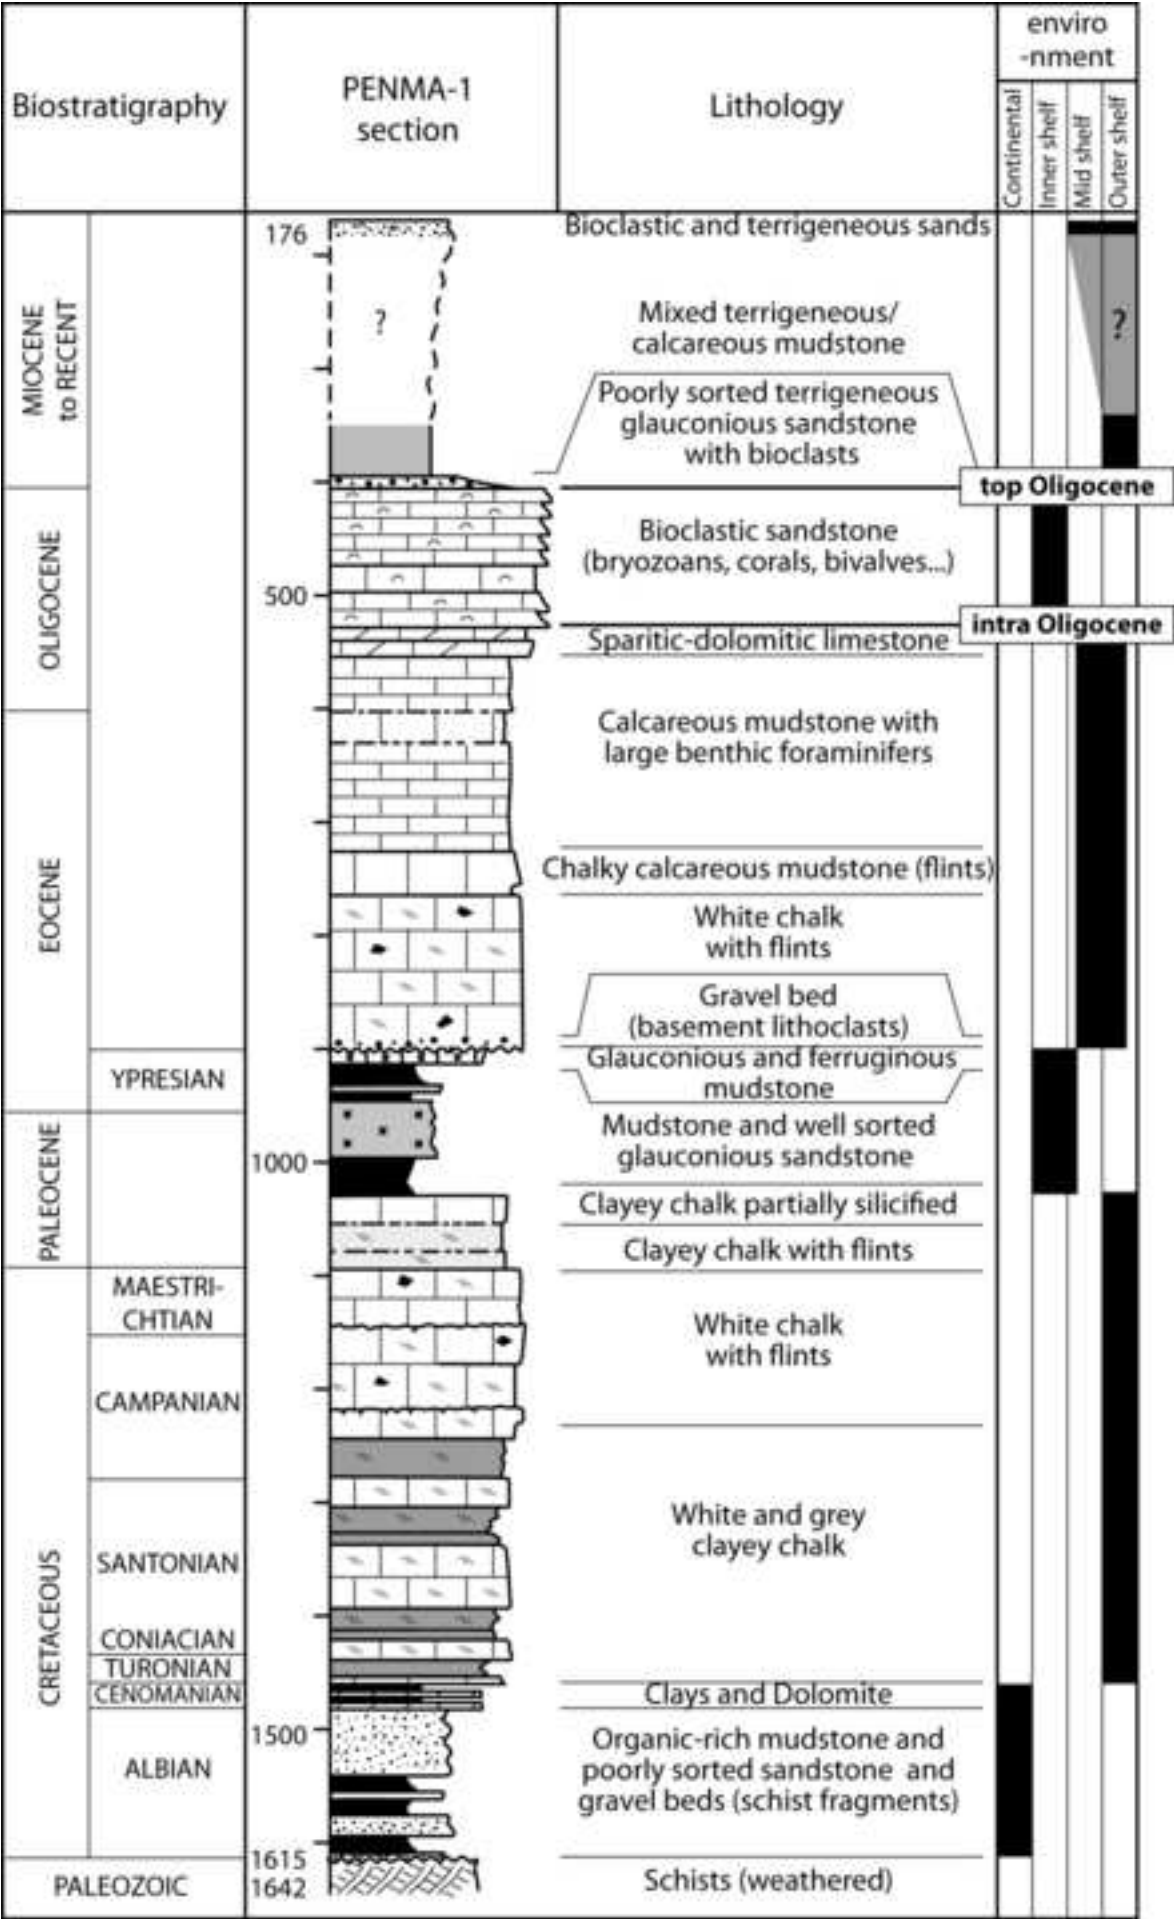 enviro
-nment
Biostratigraphy
PENMA-1
section
Lithology
Continental
Inner shelf
Mid shelf
Outer shelf
MIOCENE
to RECENT
176
Bioclastic and terrigeneous sands
?
Mixed terrigeneous/
calcareous mudstone
?
Poorly sorted terrigeneous
glauconious sandstone
with bioclasts
top Oligocene
OLIGOCENE
Bioclastic sandstone
(bryozoans, corals, bivalves...)
500
intra Oligocene
Sparitic-dolomitic limestone
EOCENE
Calcareous mudstone with
large benthic foraminifers
Chalky calcareous mudstone (flints)
White chalk
with flints
Gravel bed
(basement lithoclasts)
YPRESIAN
Glauconious and ferruginous
mudstone
PALEOCENE
Mudstone and well sorted
glauconious sandstone
1000
Clayey chalk partially silicified
Clayey chalk with flints
CRETACEOUS
MAESTRI-
CHTIAN
White chalk
with flints
CAMPANIAN
White and grey
clayey chalk
SANTONIAN
CONIACIAN
TURONIAN
CENOMANIAN
Clays and Dolomite
1500
ALBIAN
Organic-rich mudstone and
poorly sorted sandstone and
gravel beds (schist fragments)
1615
PALEOZOIC
1642
Schists (weathered)